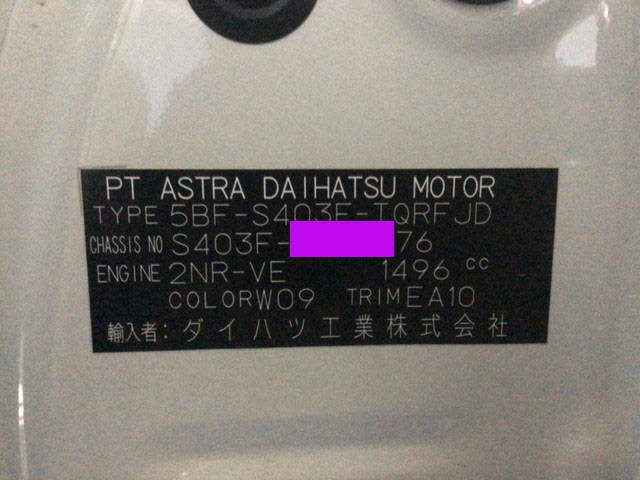 PT ASTRA DAIHATSU MOTOR
TYPE 5BF-S403F-TQRFJD
CHASSIS NO S403F- 76
ENGINE 2NR-VE 1496 cc
COLOR W09 TRIM EA10
輸入者: ダイハツ工業株式会社